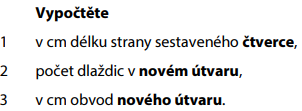 Vypočtěte
1 v cm délku strany sestaveného čtverce,
2 počet dlaždic v novém útvaru,
3 v cm obvod nového útvaru.